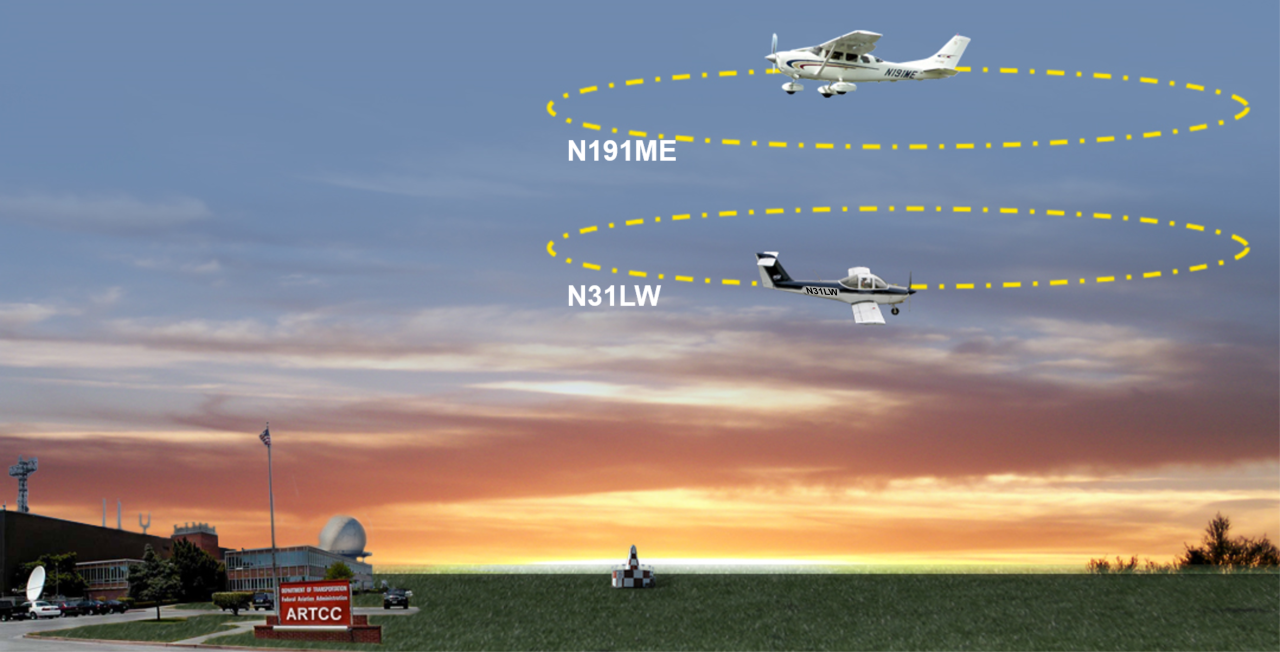 N191ME
N191ME
N31LW
N31LW
DEPARTMENT OF TRANSPORTATION
Federal Aviation Administration
ARTCC